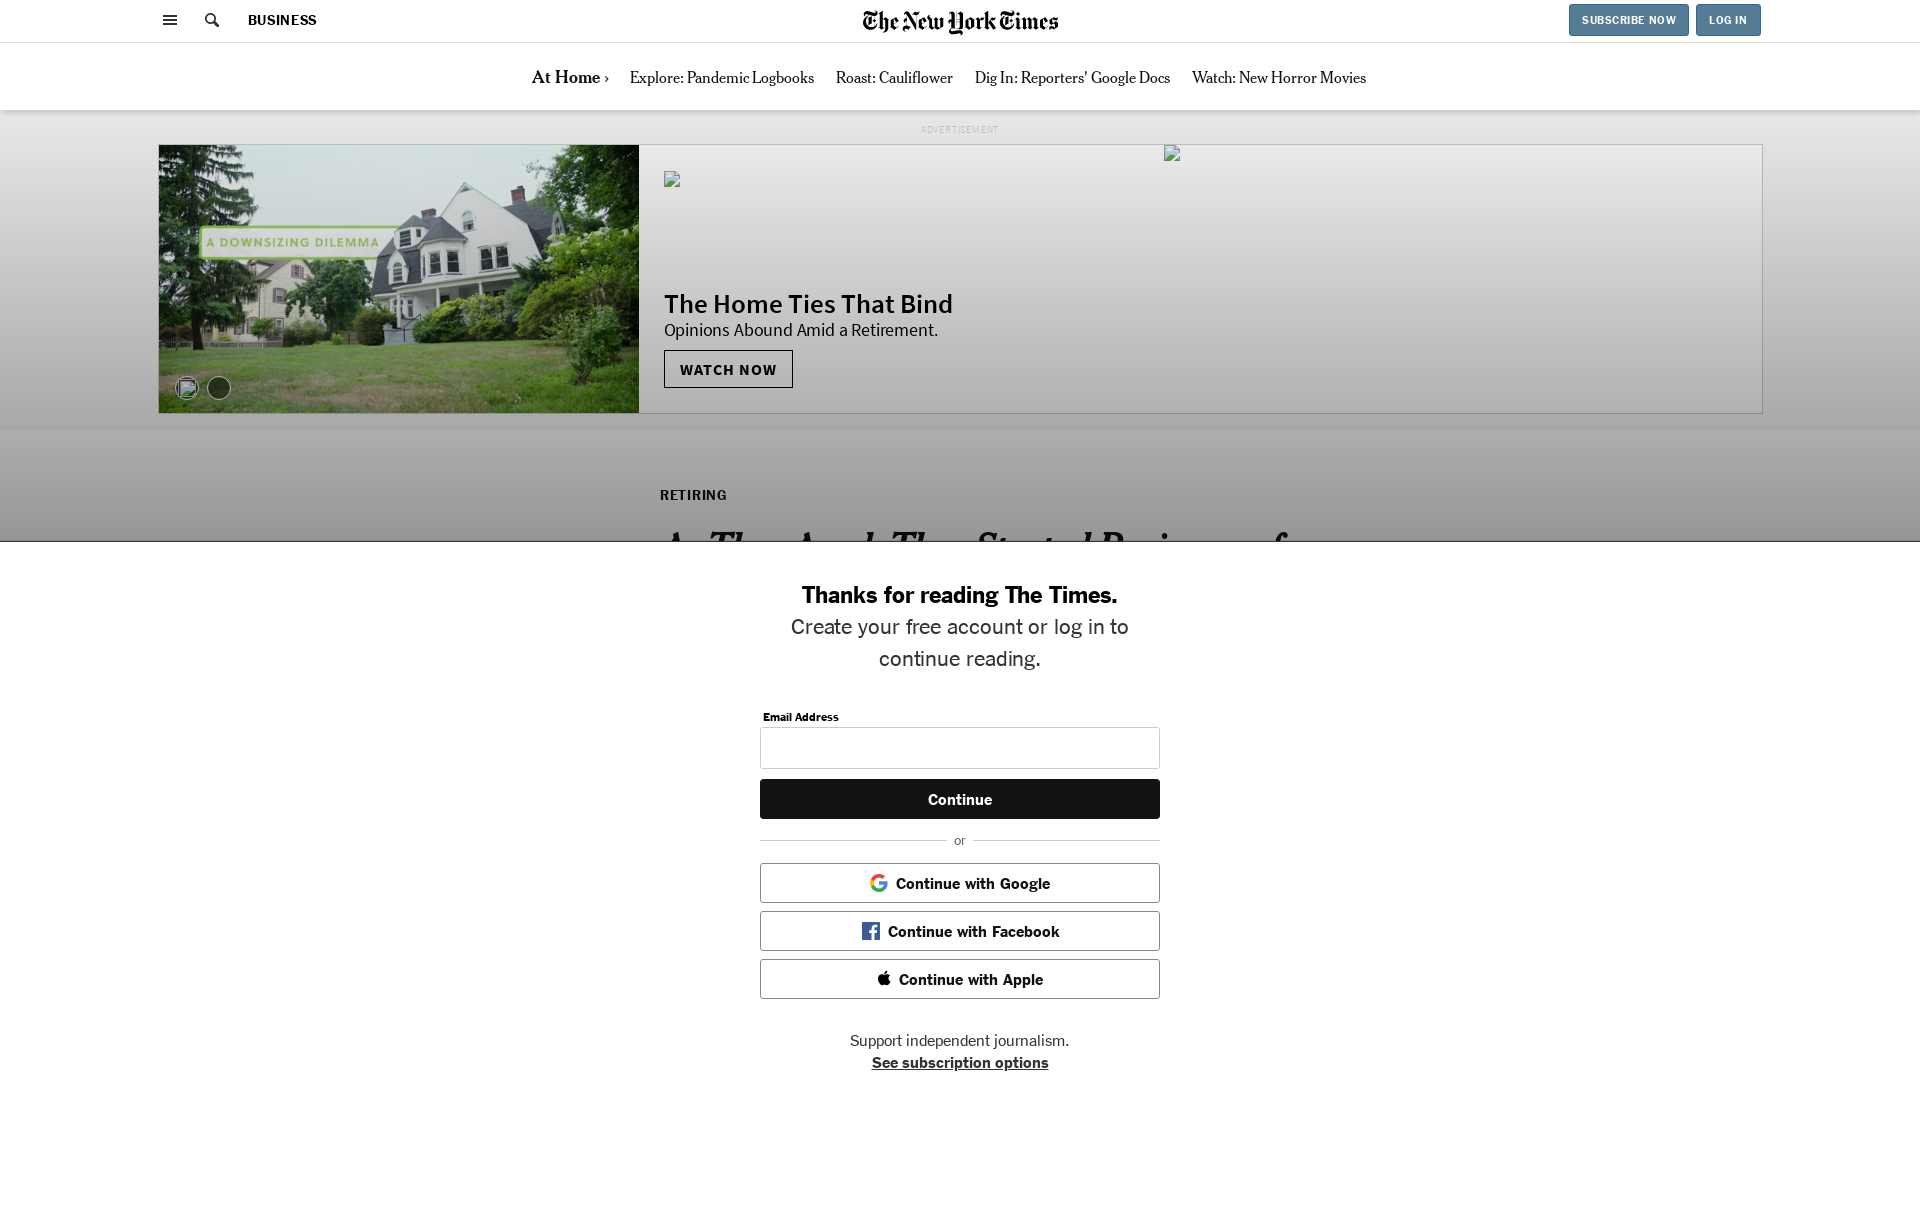 BUSINESS
The New York Times
SUBSCRIBE NOW
LOG IN
At Home ›
Explore: Pandemic Logbooks
Roast: Cauliflower
Dig In: Reporters' Google Docs
Watch: New Horror Movies
ADVERTISEMENT
A DOWNSIZING DILEMMA
The Home Ties That Bind
Opinions Abound Amid a Retirement.
WATCH NOW
RETIRING
Thanks for reading The Times.
Create your free account or log in to
continue reading.
Email Address
Continue
or
Continue with Google
Continue with Facebook
Continue with Apple
Support independent journalism.
See subscription options